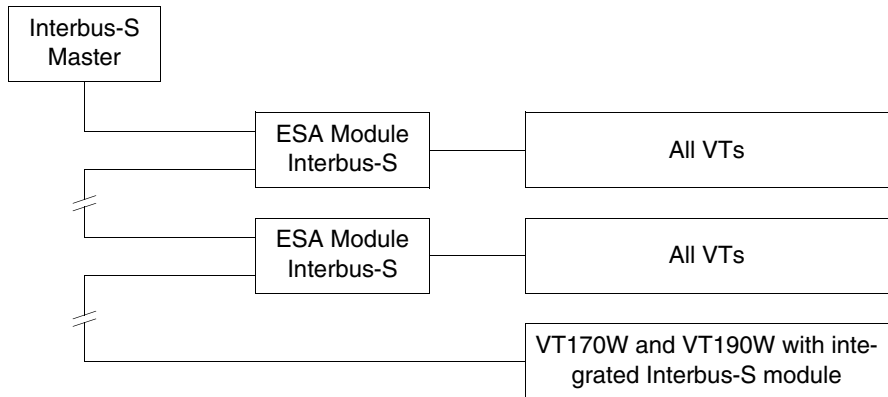 Interbus-S
Master
ESA Module
Interbus-S
All VTs
ESA Module
Interbus-S
All VTs
VT170W and VT190W with inte-
grated Interbus-S module